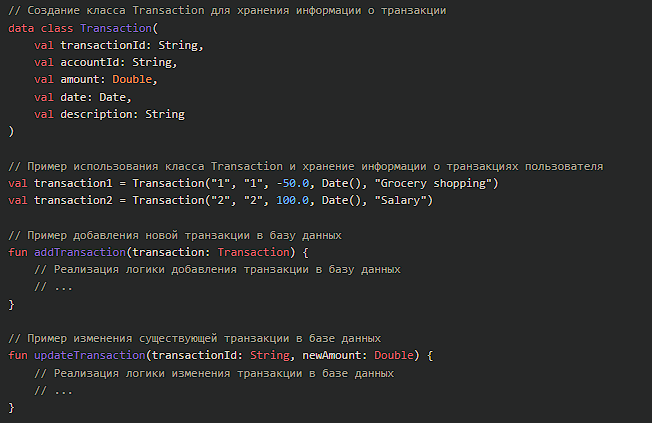 // Создание класса Transaction для хранения информации о транзакции
data class Transaction(
    val transactionId: String,
    val accountId: String,
    val amount: Double,
    val date: Date,
    val description: String
)

// Пример использования класса Transaction и хранение информации о транзакциях пользователя
val transaction1 = Transaction("1", "1", -50.0, Date(), "Grocery shopping")
val transaction2 = Transaction("2", "2", 100.0, Date(), "Salary")

// Пример добавления новой транзакции в базу данных
fun addTransaction(transaction: Transaction) {
    // Реализация логики добавления транзакции в базу данных
    // ...
}

// Пример изменения существующей транзакции в базе данных
fun updateTransaction(transactionId: String, newAmount: Double) {
    // Реализация логики изменения транзакции в базе данных
    // ...
}